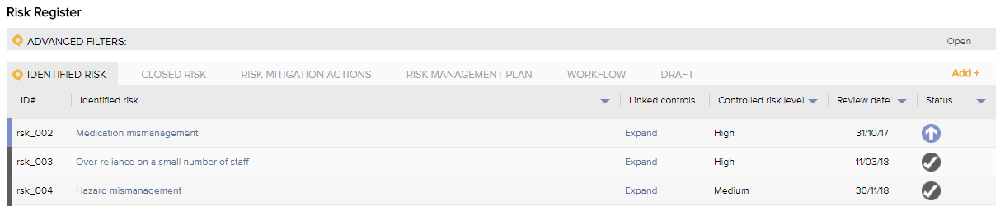 Risk Register
ADVANCED FILTERS: Open
IDENTIFIED RISK CLOSED RISK RISK MITIGATION ACTIONS RISK MANAGEMENT PLAN WORKFLOW DRAFT Add +
ID# Identified risk Linked controls Controlled risk level Review date Status
rsk_002 Medication mismanagement Expand High 31/10/17
rsk_003 Over-reliance on a small number of staff Expand High 11/03/18
rsk_004 Hazard mismanagement Expand Medium 30/11/18